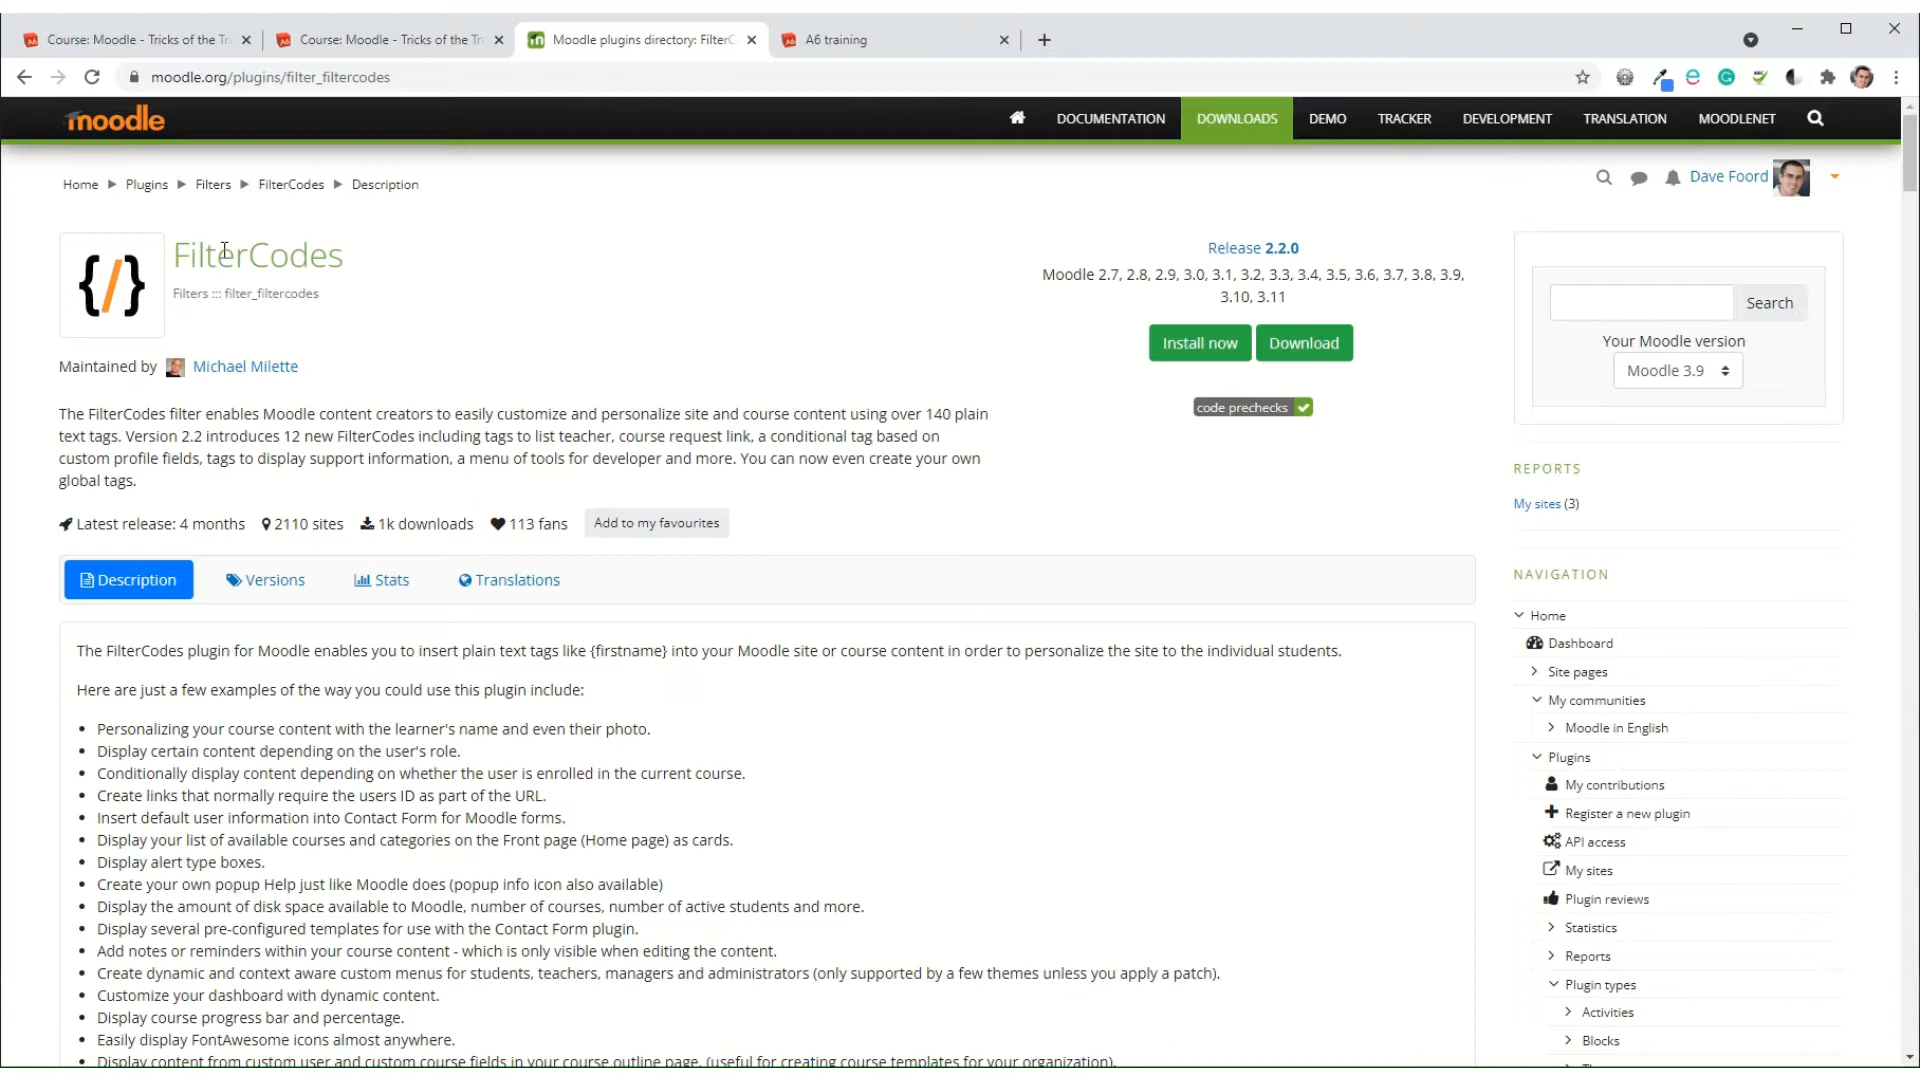 Course: Moodle - Tricks of the Tr
Course: Moodle - Tricks of the Tr
Moodle plugins directory: FilterC
A6 training
moodle.org/plugins/filter_filtercodes
moodle
DOCUMENTATION
DOWNLOADS
DEMO
TRACKER
DEVELOPMENT
TRANSLATION
MOODLENET
Home ▶ Plugins ▶ Filters ▶ FilterCodes ▶ Description
Dave Foord
{/}
FilterCodes
Filters ::: filter_filtercodes
Maintained by Michael Milette
Release 2.2.0
Moodle 2.7, 2.8, 2.9, 3.0, 3.1, 3.2, 3.3, 3.4, 3.5, 3.6, 3.7, 3.8, 3.9,
3.10, 3.11
Install now
Download
code prechecks
The FilterCodes filter enables Moodle content creators to easily customize and personalize site and course content using over 140 plain
text tags. Version 2.2 introduces 12 new FilterCodes including tags to list teacher, course request link, a conditional tag based on
custom profile fields, tags to display support information, a menu of tools for developer and more. You can now even create your own
global tags.
Latest release: 4 months
2110 sites
1k downloads
113 fans
Add to my favourites
Description
Versions
Stats
Translations
The FilterCodes plugin for Moodle enables you to insert plain text tags like {firstname} into your Moodle site or course content in order to personalize the site to the individual students.
Here are just a few examples of the way you could use this plugin include:
• Personalizing your course content with the learner's name and even their photo.
• Display certain content depending on the user's role.
• Conditionally display content depending on whether the user is enrolled in the current course.
• Create links that normally require the users ID as part of the URL.
• Insert default user information into Contact Form for Moodle forms.
• Display your list of available courses and categories on the Front page (Home page) as cards.
• Display alert type boxes.
• Create your own popup Help just like Moodle does (popup info icon also available)
• Display the amount of disk space available to Moodle, number of courses, number of active students and more.
• Display several pre-configured templates for use with the Contact Form plugin.
• Add notes or reminders within your course content - which is only visible when editing the content.
• Create dynamic and context aware custom menus for students, teachers, managers and administrators (only supported by a few themes unless you apply a patch).
• Customize your dashboard with dynamic content.
• Display course progress bar and percentage.
• Easily display FontAwesome icons almost anywhere.
• Display content from custom user and custom course fields in your course outline page. (useful for creating course templates for your organization).
Search
Your Moodle version
Moodle 3.9
REPORTS
My sites (3)
NAVIGATION
Home
Dashboard
Site pages
My communities
Moodle in English
Plugins
My contributions
Register a new plugin
API access
My sites
Plugin reviews
Statistics
Reports
Plugin types
Activities
Blocks